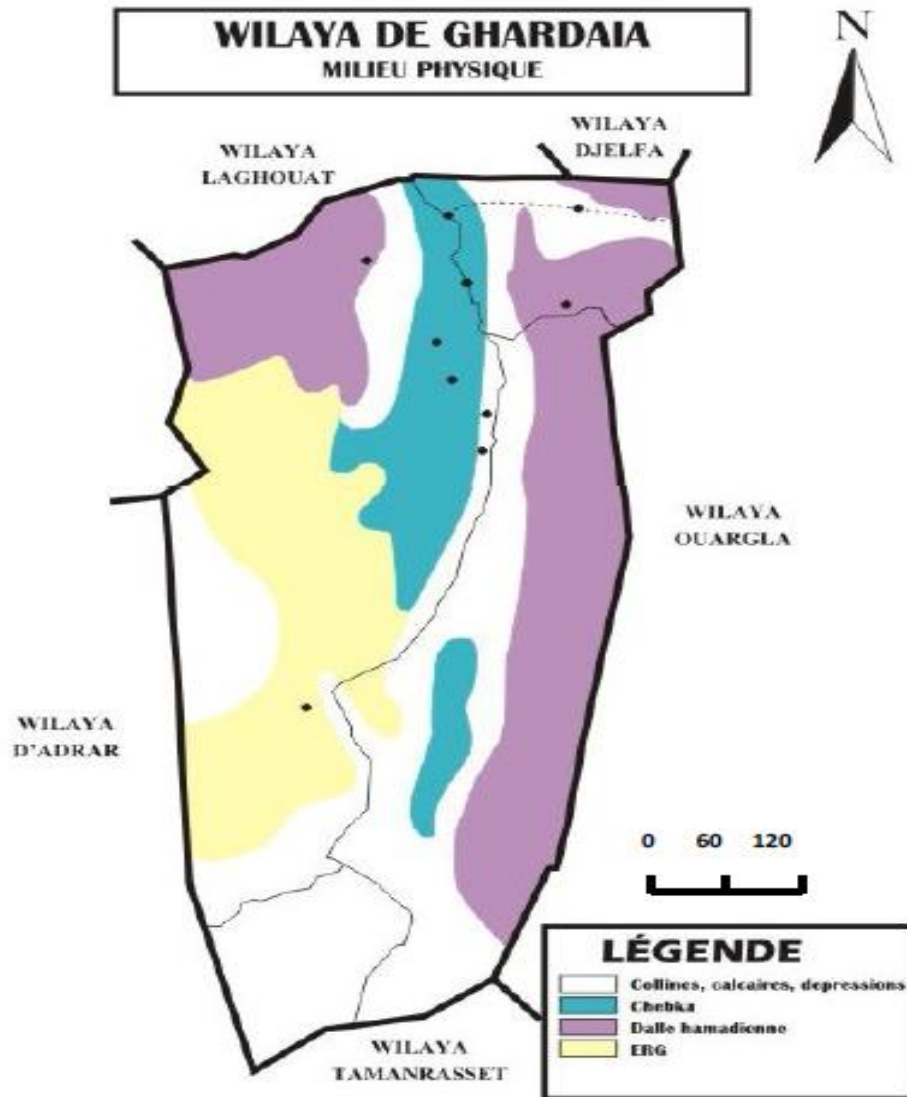 WILAYA DE GHARDAIA
MILIEU PHYSIQUE
N
WILAYA
DJELFA
WILAYA
LAGHOUAT
WILAYA
OUARGLA
WILAYA
D'ADRAR
0 60 120
LÉGENDE
Collines, calcaires, depressions
Chebka
Dalle hamadienne
ERG
WILAYA
TAMANRASSET